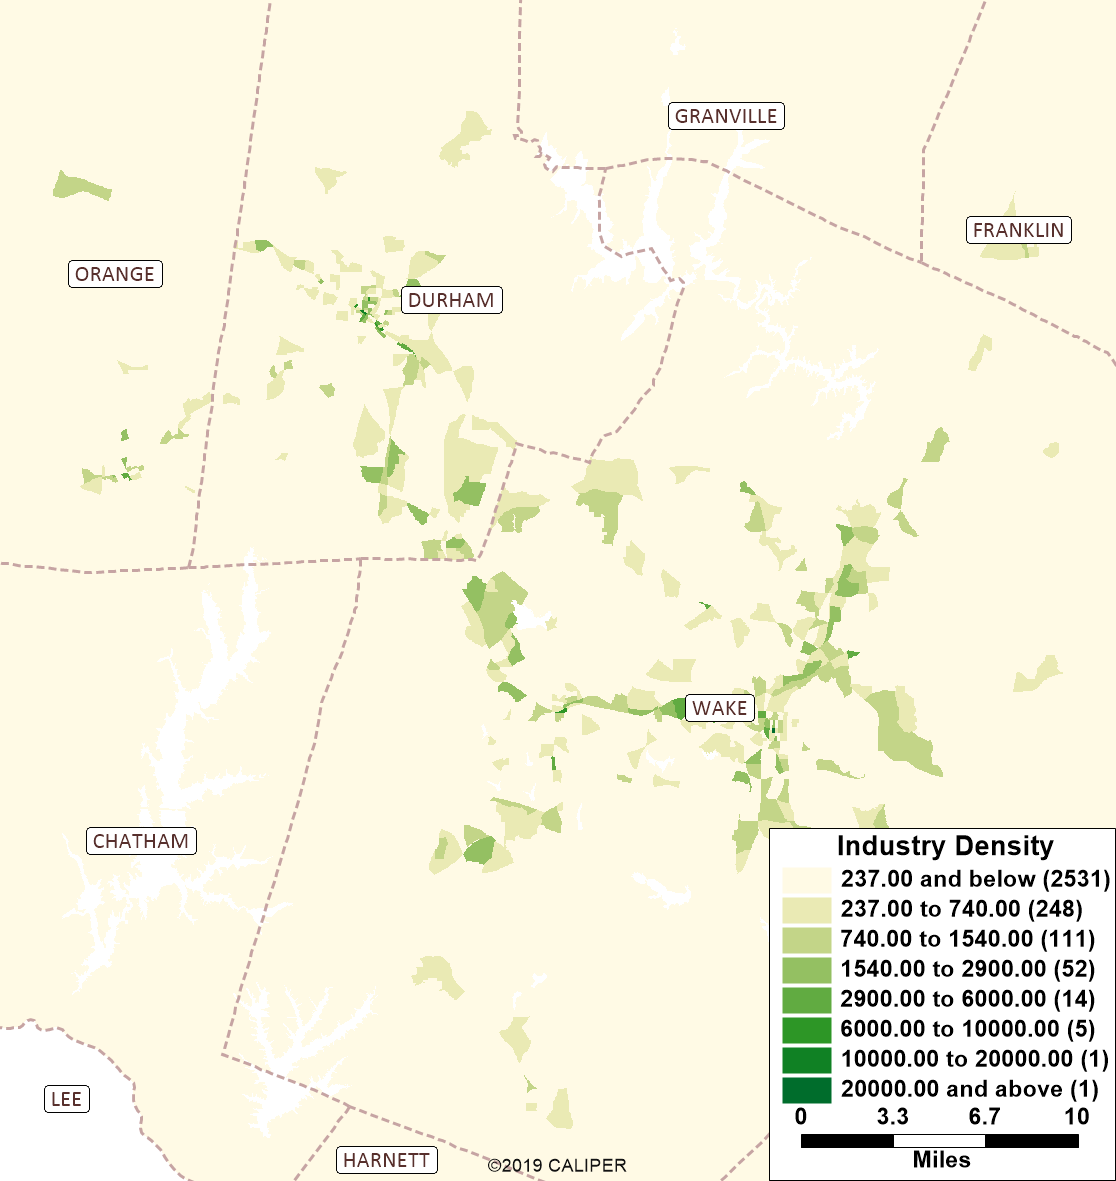 GRANVILLE
FRANKLIN
ORANGE
DURHAM
WAKE
CHATHAM
LEE
HARNETT
©2019 CALIPER
Industry Density
237.00 and below (2531)
237.00 to 740.00 (248)
740.00 to 1540.00 (111)
1540.00 to 2900.00 (52)
2900.00 to 6000.00 (14)
6000.00 to 10000.00 (5)
10000.00 to 20000.00 (1)
20000.00 and above (1)
0 3.3 6.7 10
Miles